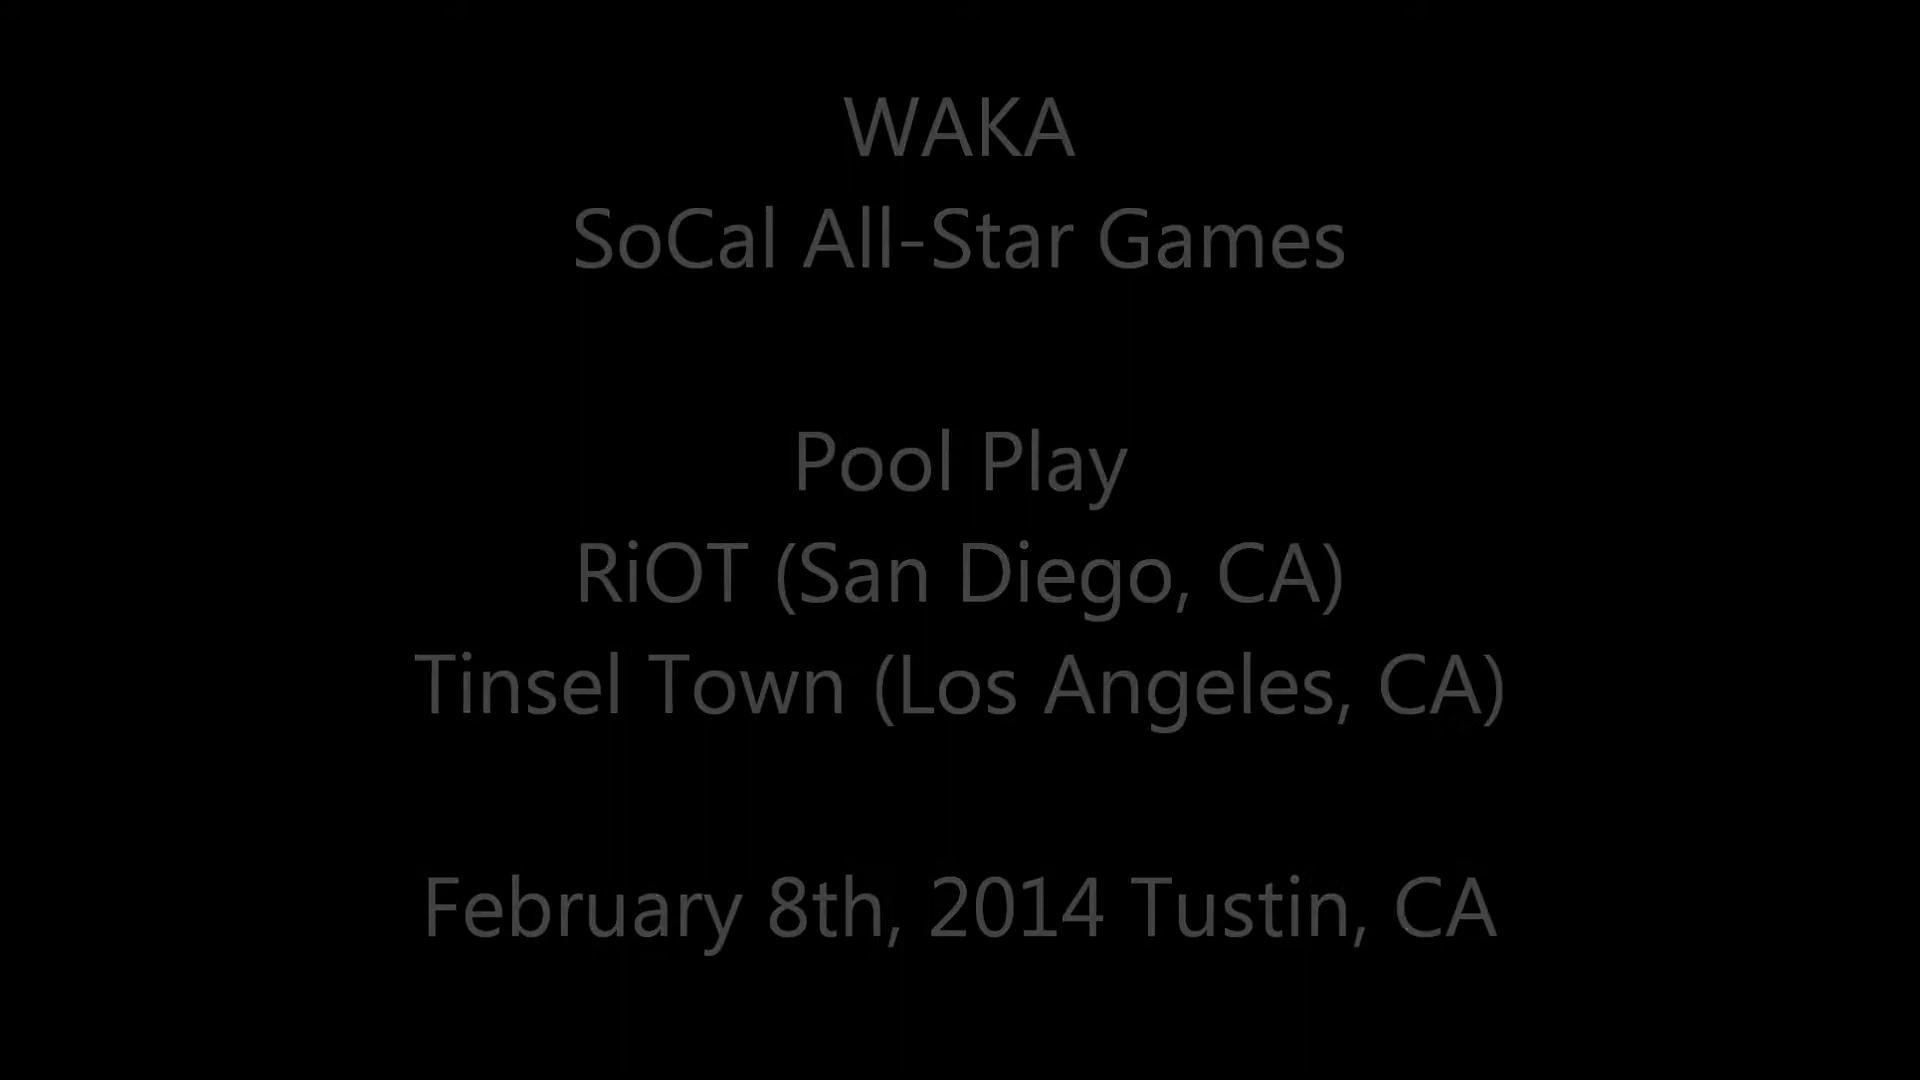 WAKA
SoCal All-Star Games
Pool Play
RiOT (San Diego, CA)
Tinsel Town (Los Angeles, CA)
February 8th, 2014 Tustin, CA